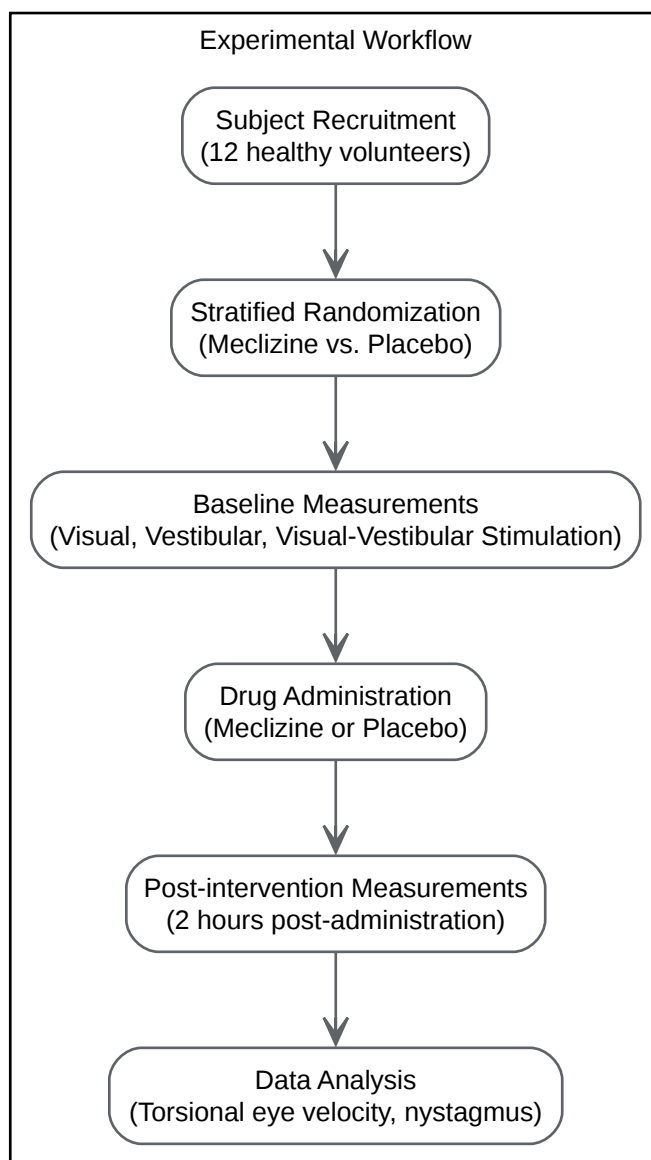 Experimental Workflow
Subject Recruitment
(12 healthy volunteers)
Stratified Randomization
(Meclizine vs. Placebo)
Baseline Measurements
(Visual, Vestibular, Visual-Vestibular Stimulation)
Drug Administration
(Meclizine or Placebo)
Post-intervention Measurements
(2 hours post-administration)
Data Analysis
(Torsional eye velocity, nystagmus)